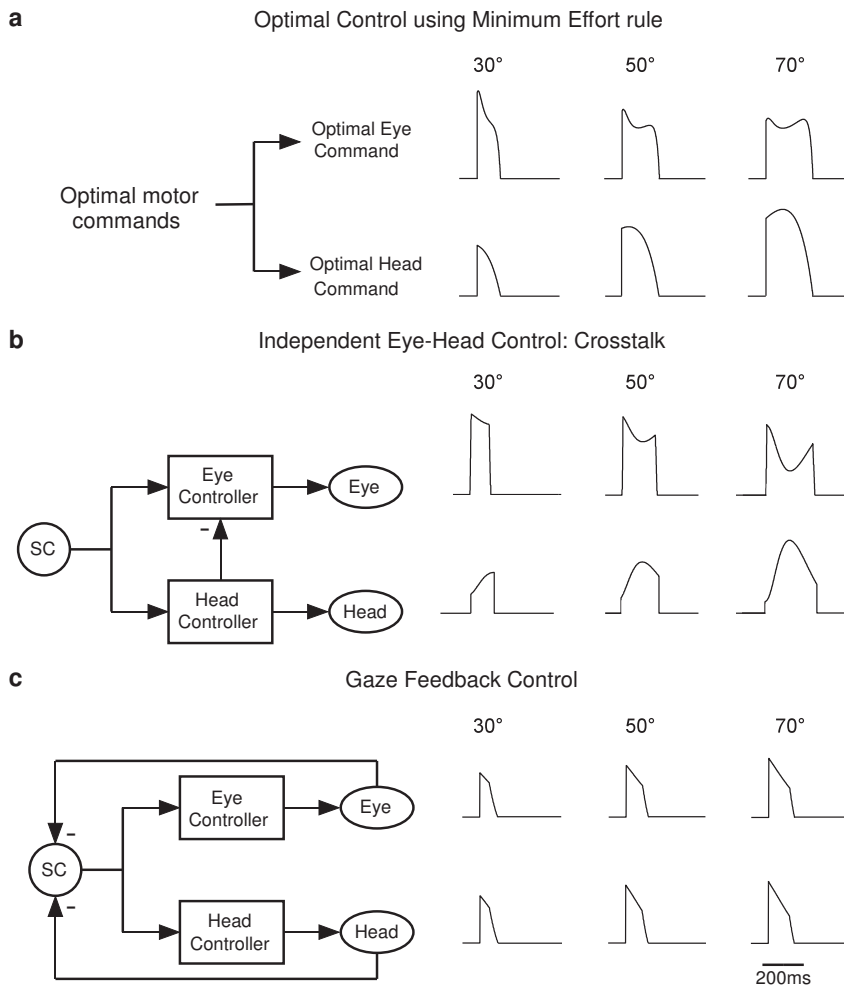 a
Optimal Control using Minimum Effort rule
30°
50°
70°
Optimal Eye
Command
Optimal motor
commands
Optimal Head
Command
b
Independent Eye-Head Control: Crosstalk
30°
50°
70°
Eye
Controller
Eye
–
SC
Head
Controller
Head
c
Gaze Feedback Control
30°
50°
70°
Eye
Controller
Eye
–
SC
–
Head
Controller
Head
200ms